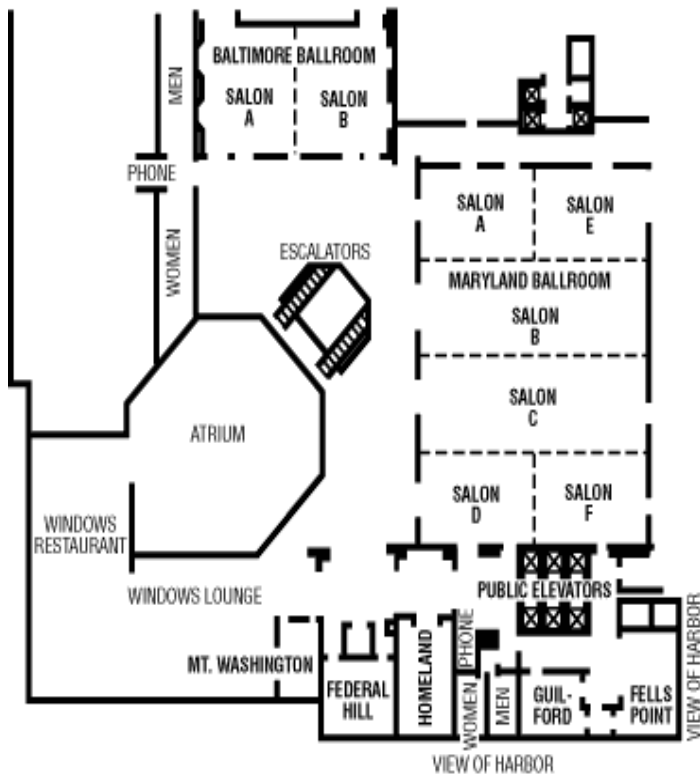 BALTIMORE BALLROOM
MEN
SALON
A
SALON
B
PHONE
WOMEN
SALON
A
SALON
E
ESCALATORS
MARYLAND BALLROOM
SALON
B
SALON
C
ATRIUM
SALON
D
SALON
F
WINDOWS
RESTAURANT
WINDOWS LOUNGE
PUBLIC ELEVATORS
MT. WASHINGTON
FEDERAL
HILL
HOMELAND
PHONE
WOMEN
MEN
GUIL-
FORD
FELLS
POINT
VIEW OF HARBOR
VIEW OF HARBOR